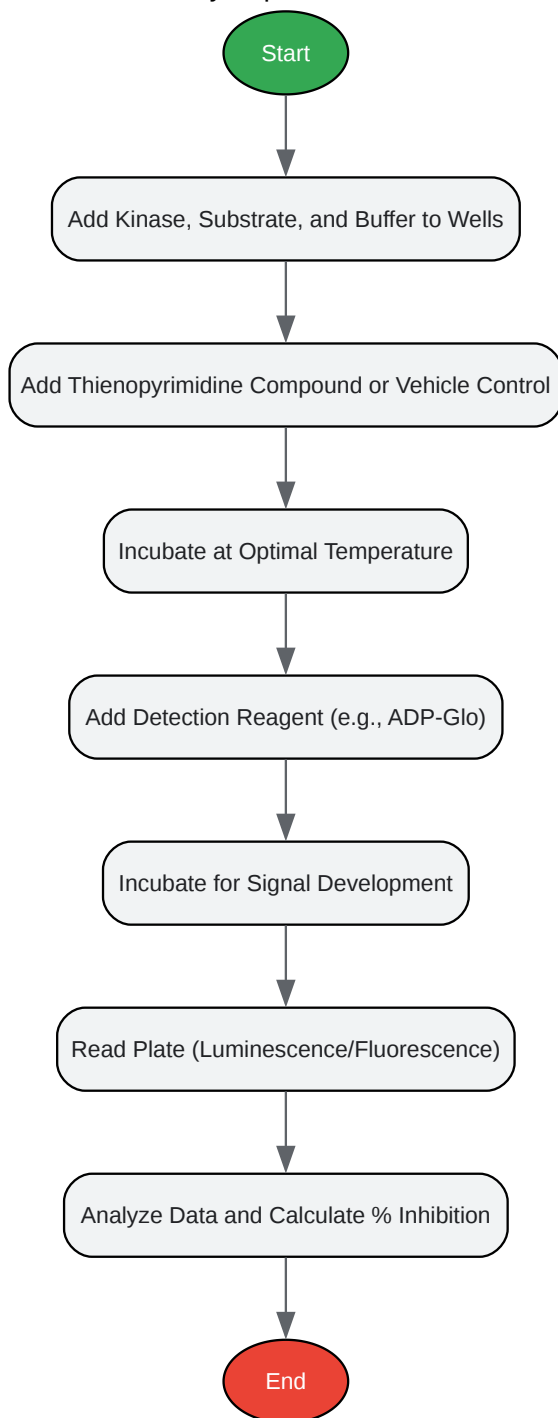 Start
Add Kinase, Substrate, and Buffer to Wells
Add Thienopyrimidine Compound or Vehicle Control
Incubate at Optimal Temperature
Add Detection Reagent (e.g., ADP-Glo)
Incubate for Signal Development
Read Plate (Luminescence/Fluorescence)
Analyze Data and Calculate % Inhibition
End